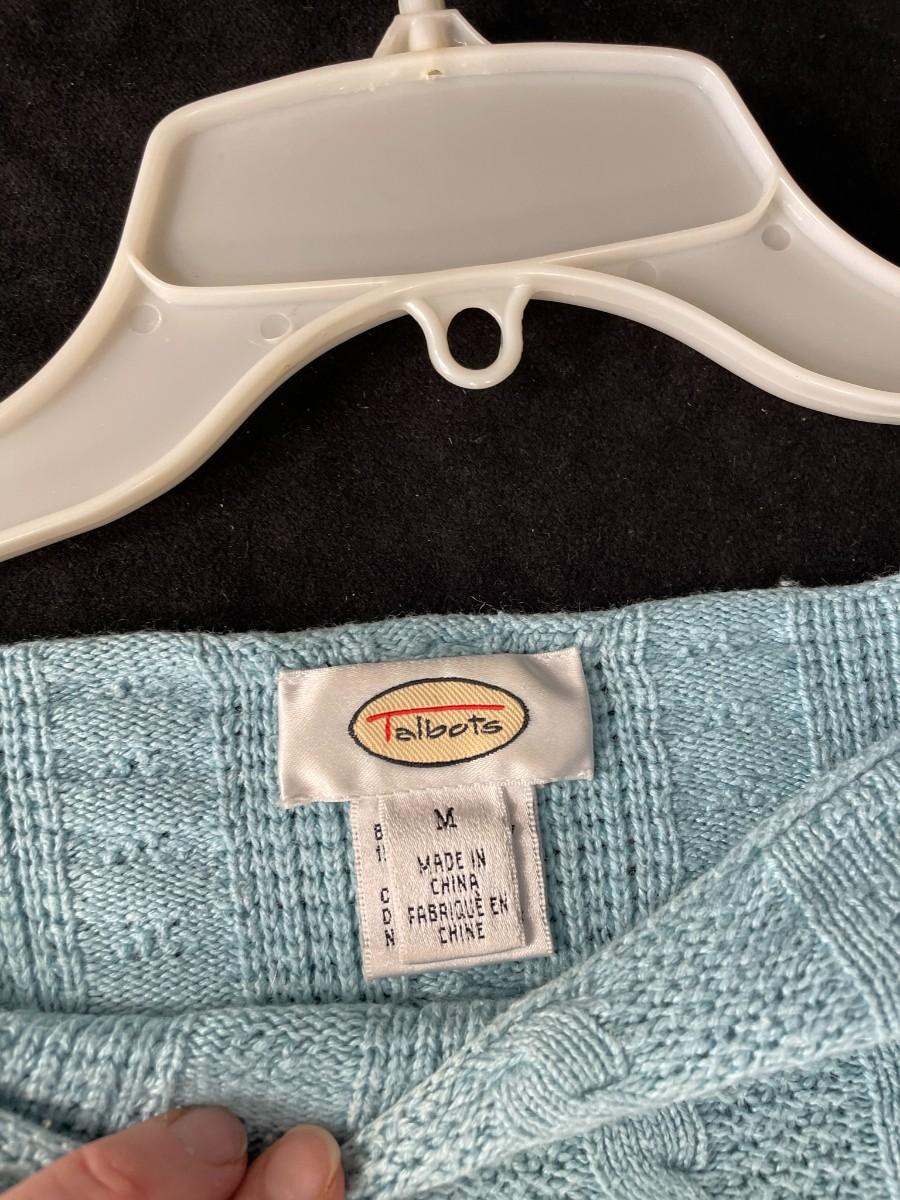 Talbots
M
MADE IN
CHINA
FABRIQUÉ EN
CHINE